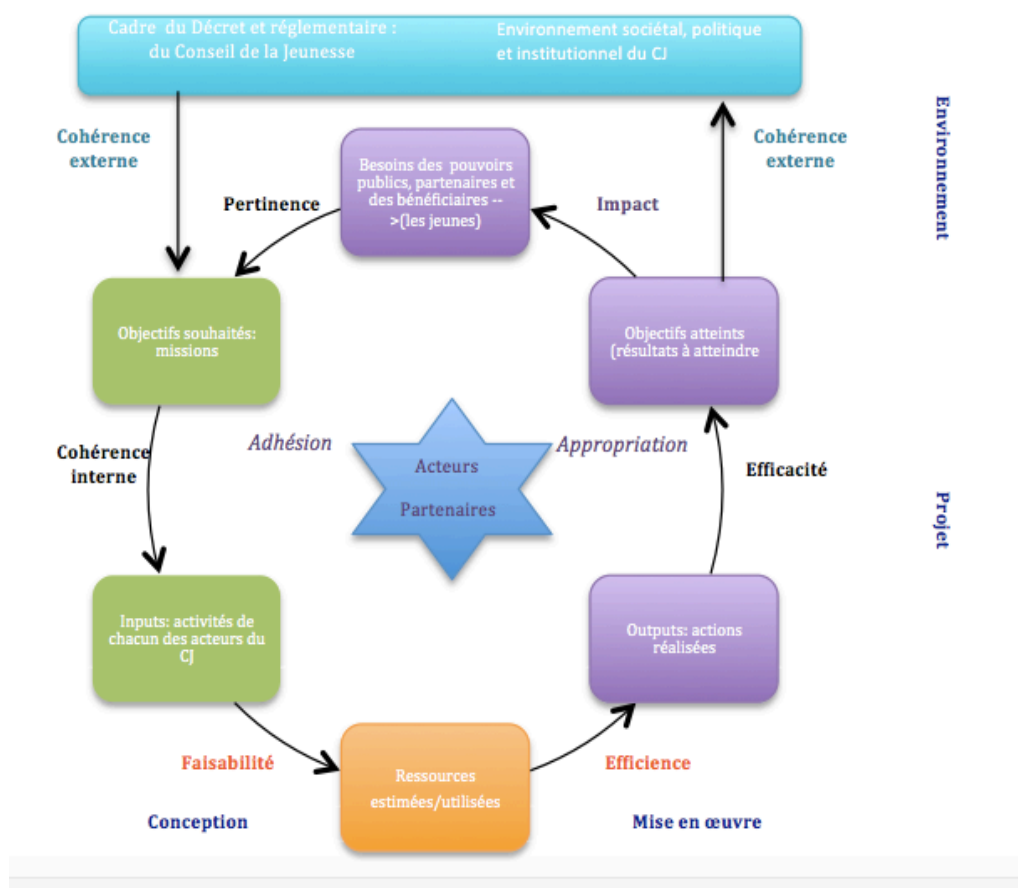 Cadre du Décret et réglementaire :
du Conseil de la Jeunesse
Environnement sociétal, politique
et institutionnel du CJ
Cohérence
externe
Cohérence
externe
Environnement
Besoins des pouvoirs
publics, partenaires et
des bénéficiaires --
>(les jeunes)
Pertinence
Impact
Objectifs souhaités:
missions
Objectifs atteints
(résultats à atteindre
Adhésion
Appropriation
Cohérence
interne
Acteurs
Partenaires
Efficacité
Projet
Inputs: activités de
chacun des acteurs du
CJ
Outputs: actions
réalisées
Faisabilité
Efficience
Ressources
estimées/utilisées
Conception
Mise en œuvre